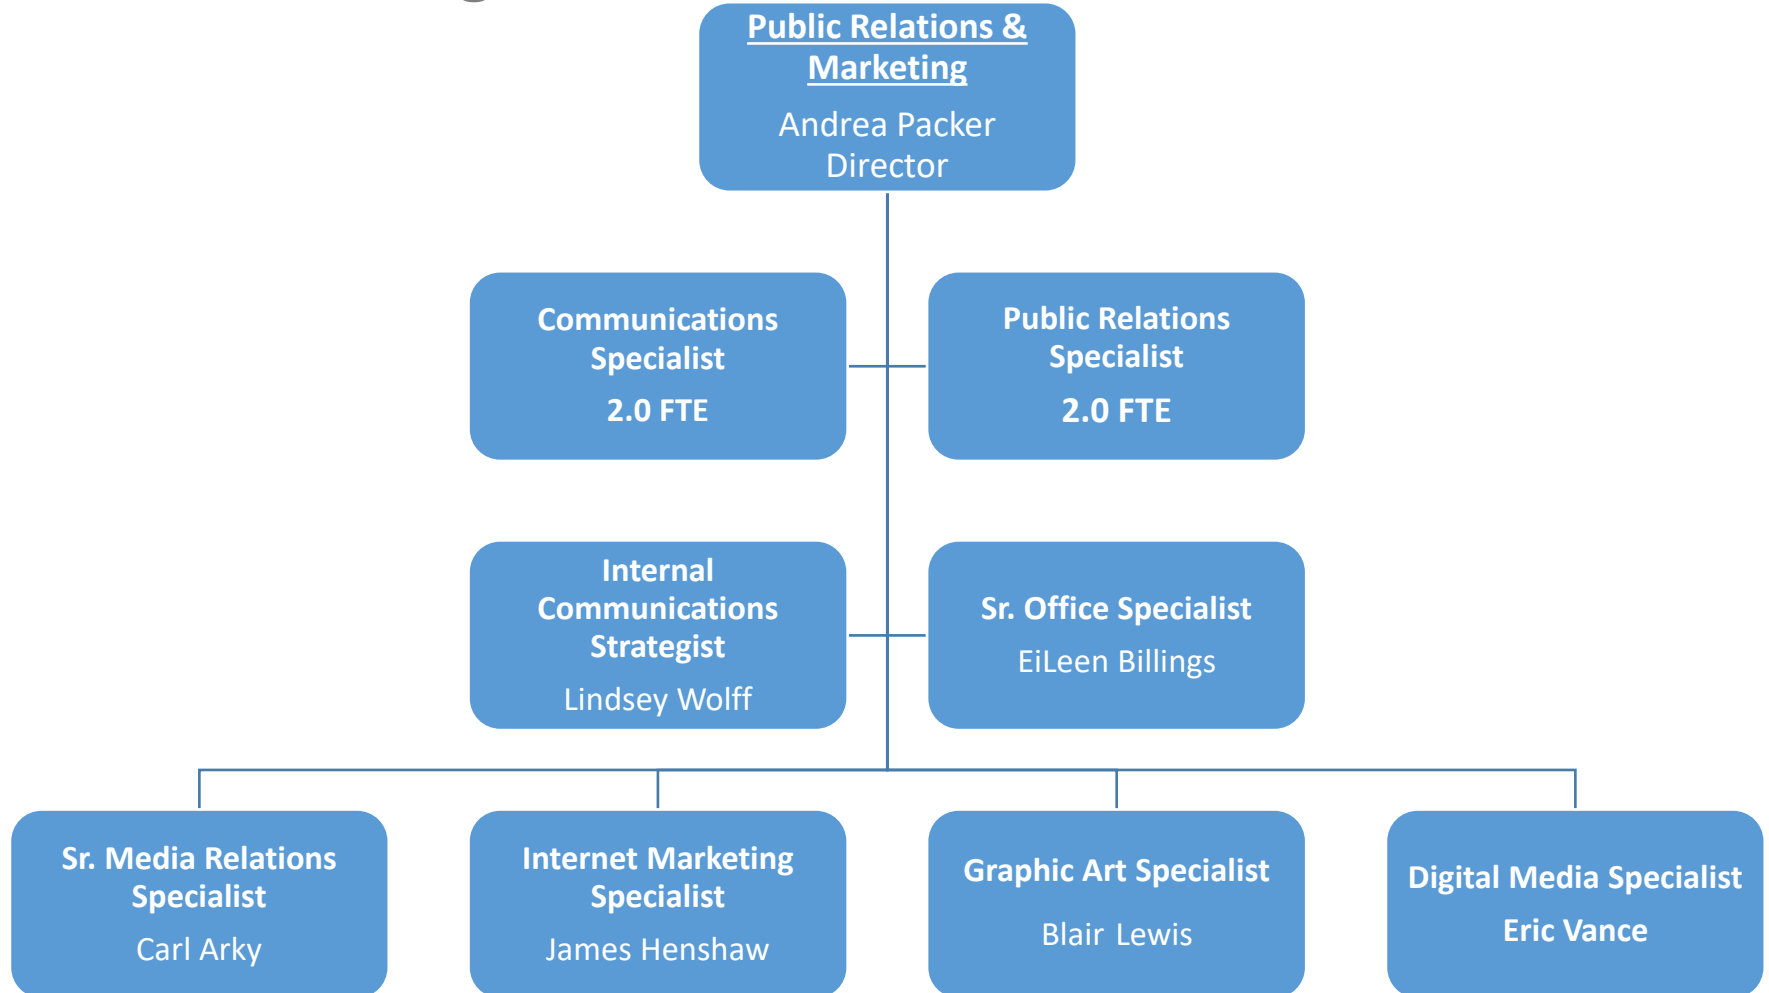 Public Relations &
Marketing
Andrea Packer
Director
Communications
Specialist
2.0 FTE
Public Relations
Specialist
2.0 FTE
Internal
Communications
Strategist
Lindsey Wolff
Sr. Office Specialist
EiLeen Billings
Sr. Media Relations
Specialist
Carl Arky
Internet Marketing
Specialist
James Henshaw
Graphic Art Specialist
Blair Lewis
Digital Media Specialist
Eric Vance